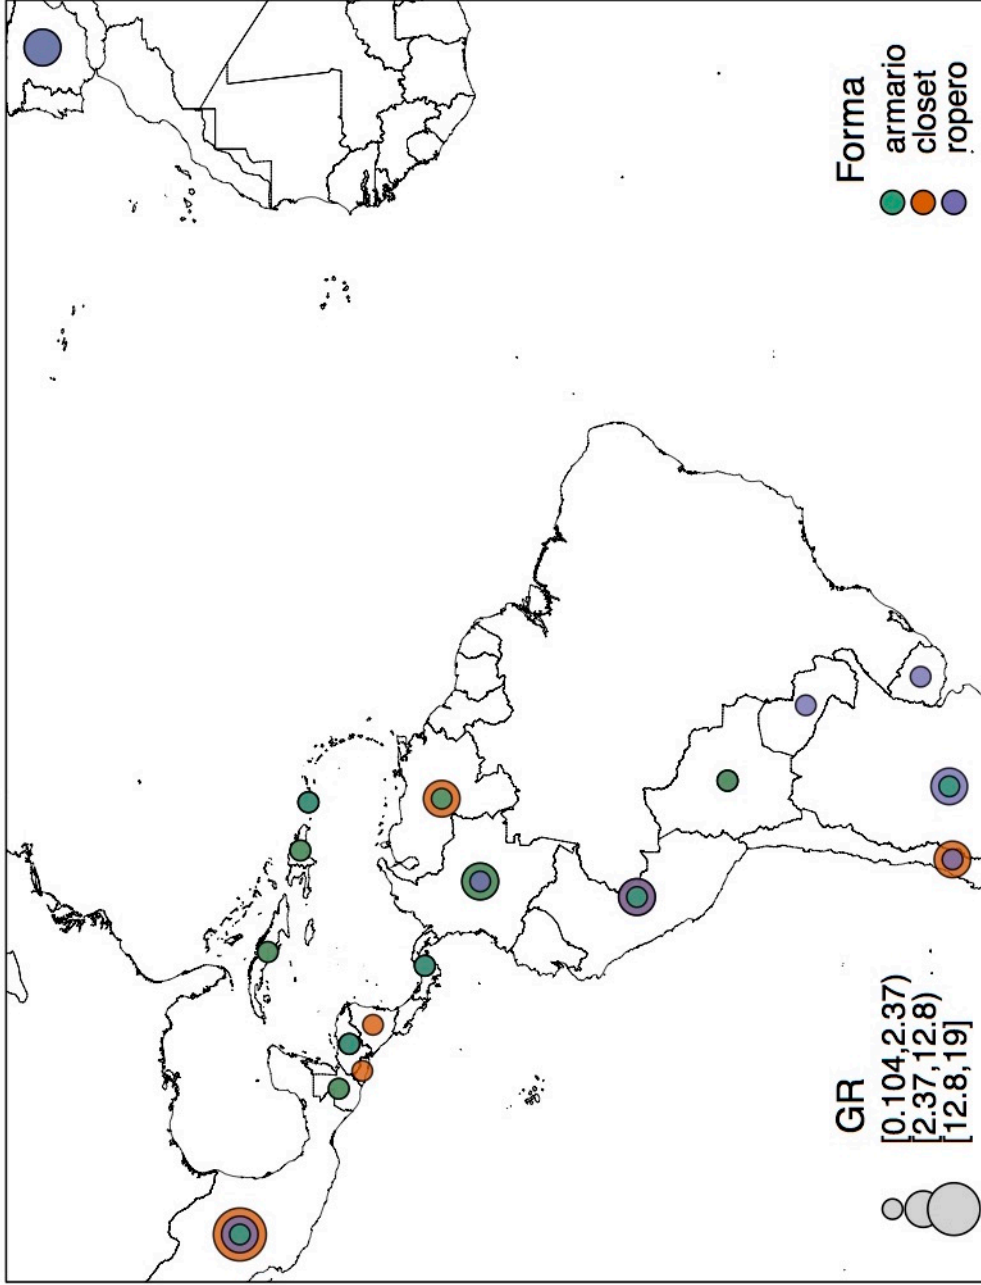 GR
[0.104,2.37)
[2.37,12.8)
[12.8,19]
Forma
armario
closet
ropero